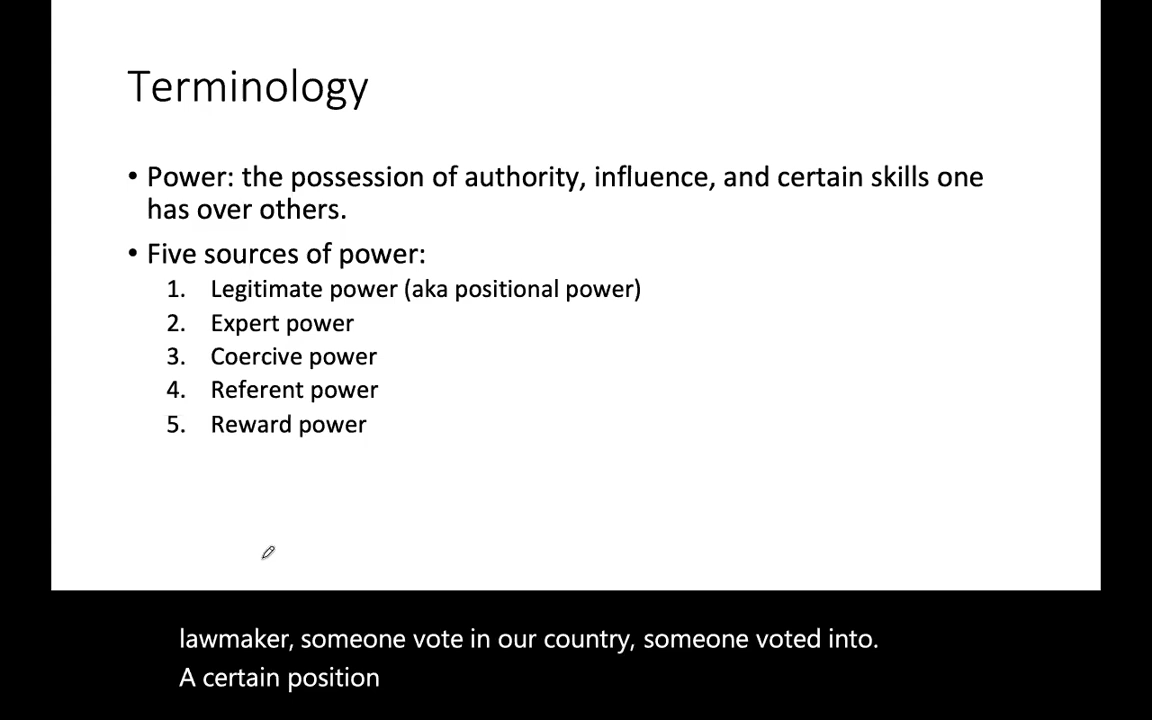 Terminology
• Power: the possession of authority, influence, and certain skills one
has over others.
• Five sources of power:
1. Legitimate power (aka positional power)
2. Expert power
3. Coercive power
4. Referent power
5. Reward power
lawmaker, someone vote in our country, someone voted into.
A certain position